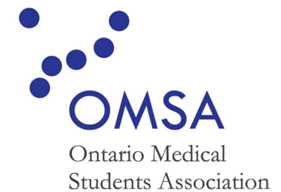 OMSA
Ontario Medical
Students Association